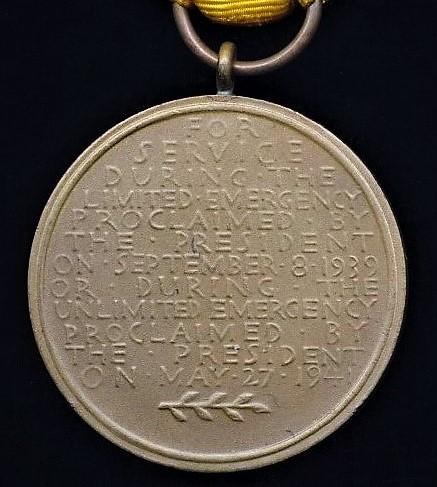 FOR
SERVICE
DURING · THE
LIMITED · EMERGENCY
PROCLAIMED · BY
THE · PRESIDENT
ON SEPTEMBER · 8 · 1939
OR · DURING · THE
UNLIMITED EMERGENCY
PROCLAIMED · BY
THE · PRESIDENT
ON MAY · 27 · 1941